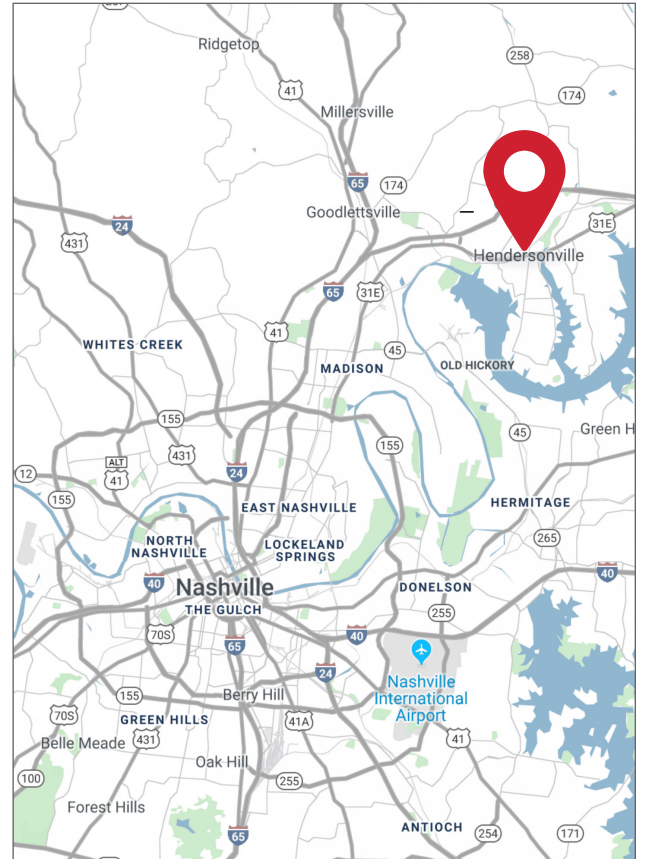 Ridgetop
258
41
174
Millersville
65
174
Goodlettsville
31E
24
431
Hendersonville
65
31E
41
WHITES CREEK
45
OLD HICKORY
MADISON
155
45
Green H
155
431
ALT
41
24
12
155
EAST NASHVILLE
HERMITAGE
265
NORTH
NASHVILLE
LOCKELAND
SPRINGS
40
Nashville
DONELSON
40
THE GULCH
255
70S
65
40
24
Nashville
International
Airport
155
Berry Hill
70S
GREEN HILLS
41A
431
41
Belle Meade
Oak Hill
100
255
Forest Hills
65
ANTIOCH
254
171